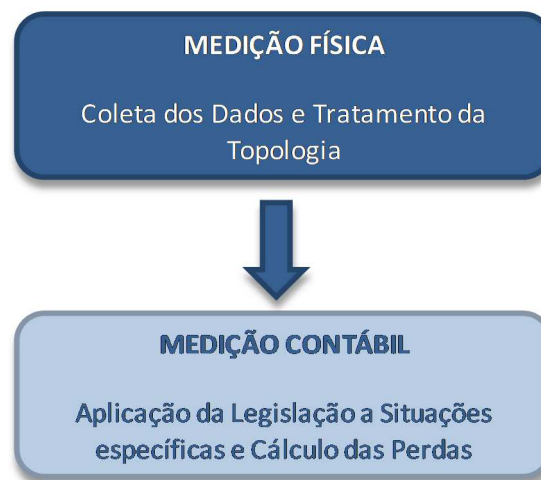 MEDIÇÃO FÍSICA
Coleta dos Dados e Tratamento da
Topologia
MEDIÇÃO CONTÁBIL
Aplicação da Legislação a Situações
específicas e Cálculo das Perdas